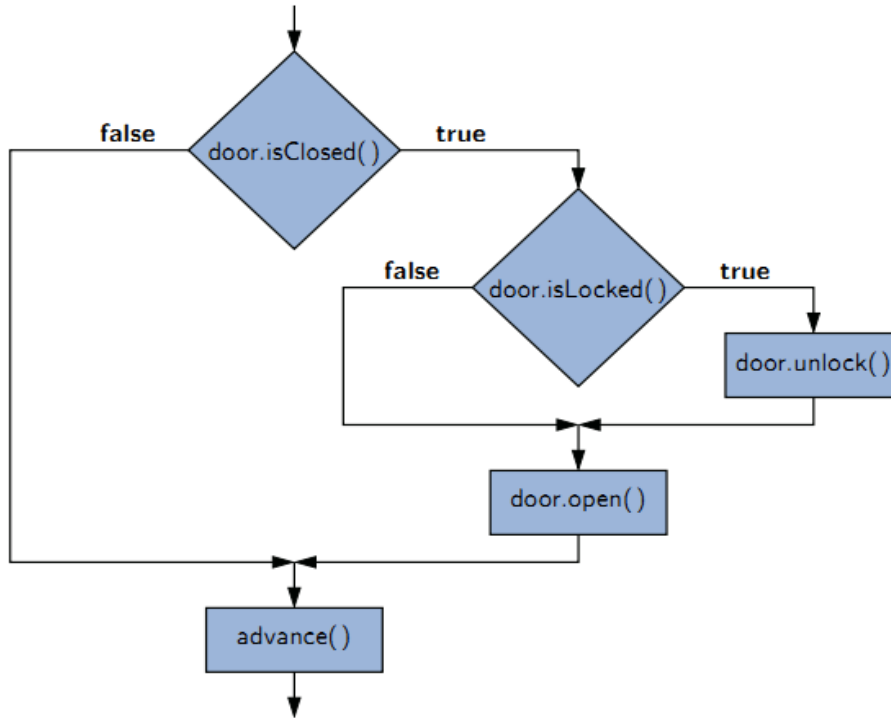 false
true
door.isClosed()
false
true
door.isLocked()
door.unlock()
door.open()
advance()